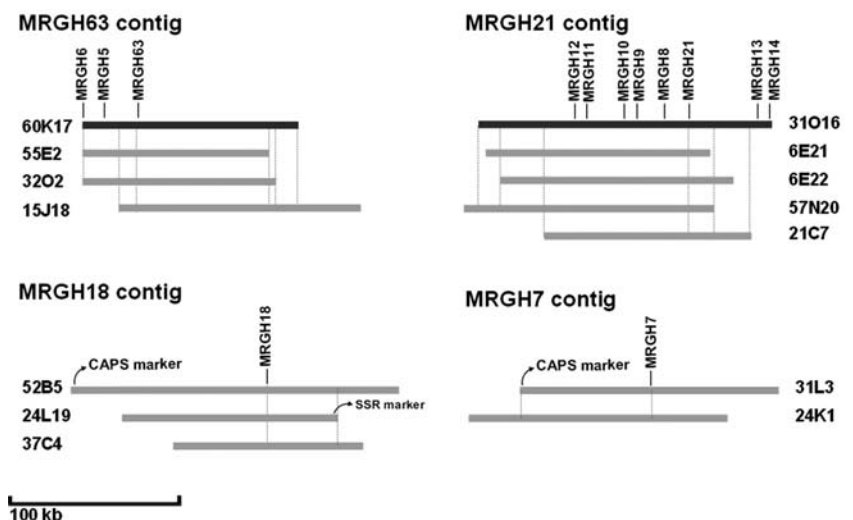 MRGH63 contig
MRGH6
MRGH5
MRGH63
60K17
55E2
32O2
15J18
MRGH21 contig
MRGH12
MRGH11
MRGH10
MRGH9
MRGH8
MRGH21
MRGH13
MRGH14
31O16
6E21
6E22
57N20
21C7
MRGH18 contig
MRGH18
CAPS marker
52B5
24L19
SSR marker
37C4
MRGH7 contig
MRGH7
CAPS marker
31L3
24K1
100 kb